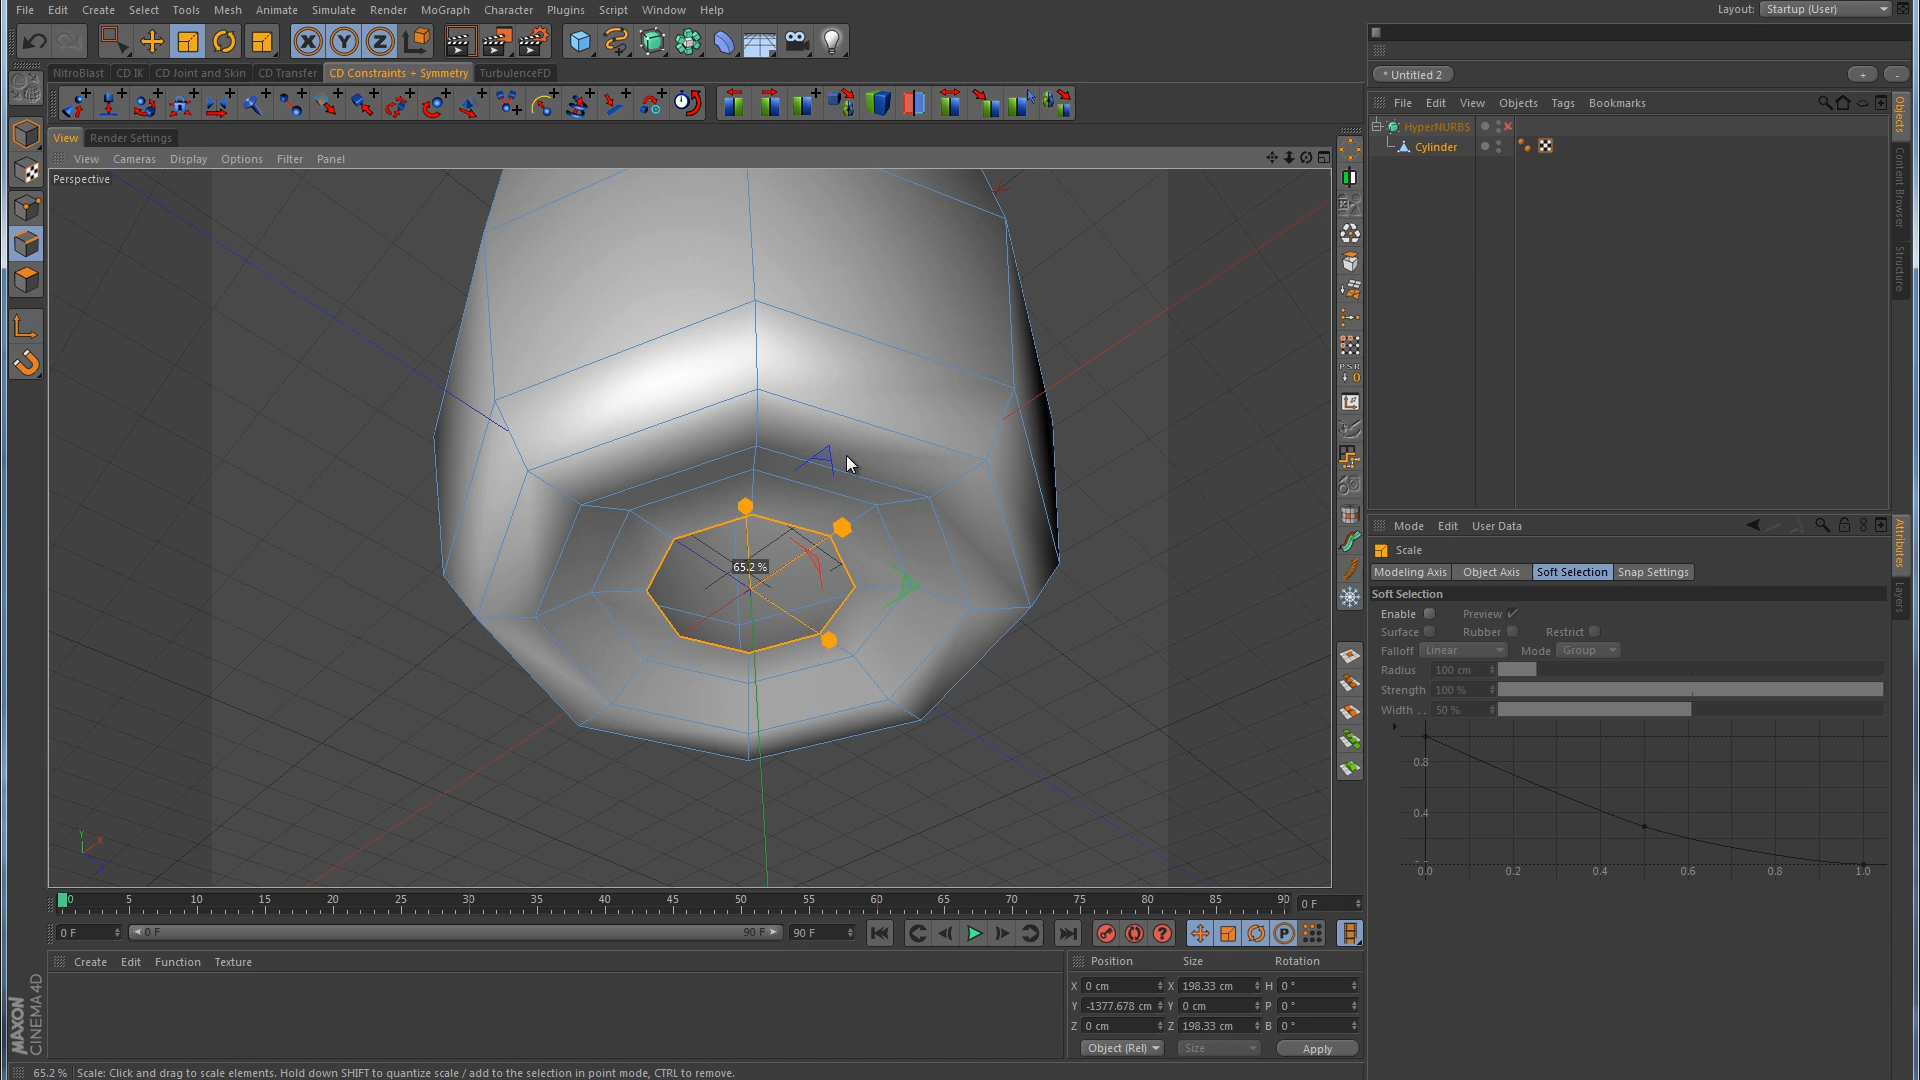 File Edit Create Select Tools Mesh Snap Animate Simulate Render MoGraph Character Plugins Script Window Help
Layout: Startup (User)
NitroBlast CD IK CD Joint and Skin CD Transfer CD Constraints + Symmetry TurbulenceFD
* Untitled 2 + -
View Render Settings
File Edit View Objects Tags Bookmarks
View Cameras Display Options Filter Panel
Perspective
HyperNURBS
Cylinder
Objects
Content Browser
Structure
X Y Z
PSR
0
65.2 %
Mode Edit User Data
Scale
Modeling Axis Object Axis Soft Selection Snap Settings
Soft Selection
Enable Preview
Surface Rubber Restrict
Falloff Linear Mode Group
Radius 100 cm
Strength 100 %
Width . . 50 %
0.8
0.4
0.0 0.2 0.4 0.6 0.8 1.0
Attributes
Layers
Y X Z
0 5 10 15 20 25 30 35 40 45 50 55 60 65 70 75 80 85 90 0 F
0 F 0 F 90 F 90 F
Create Edit Function Texture
Position Size Rotation
X 0 cm X 198.33 cm H 0 °
Y -1377.678 cm Y 0 cm P 0 °
Z 0 cm Z 198.33 cm B 0 °
Object (Rel) Size Apply
MAXON
CINEMA 4D
65.2 % Scale: Click and drag to scale elements. Hold down SHIFT to quantize scale / add to the selection in point mode, CTRL to remove.